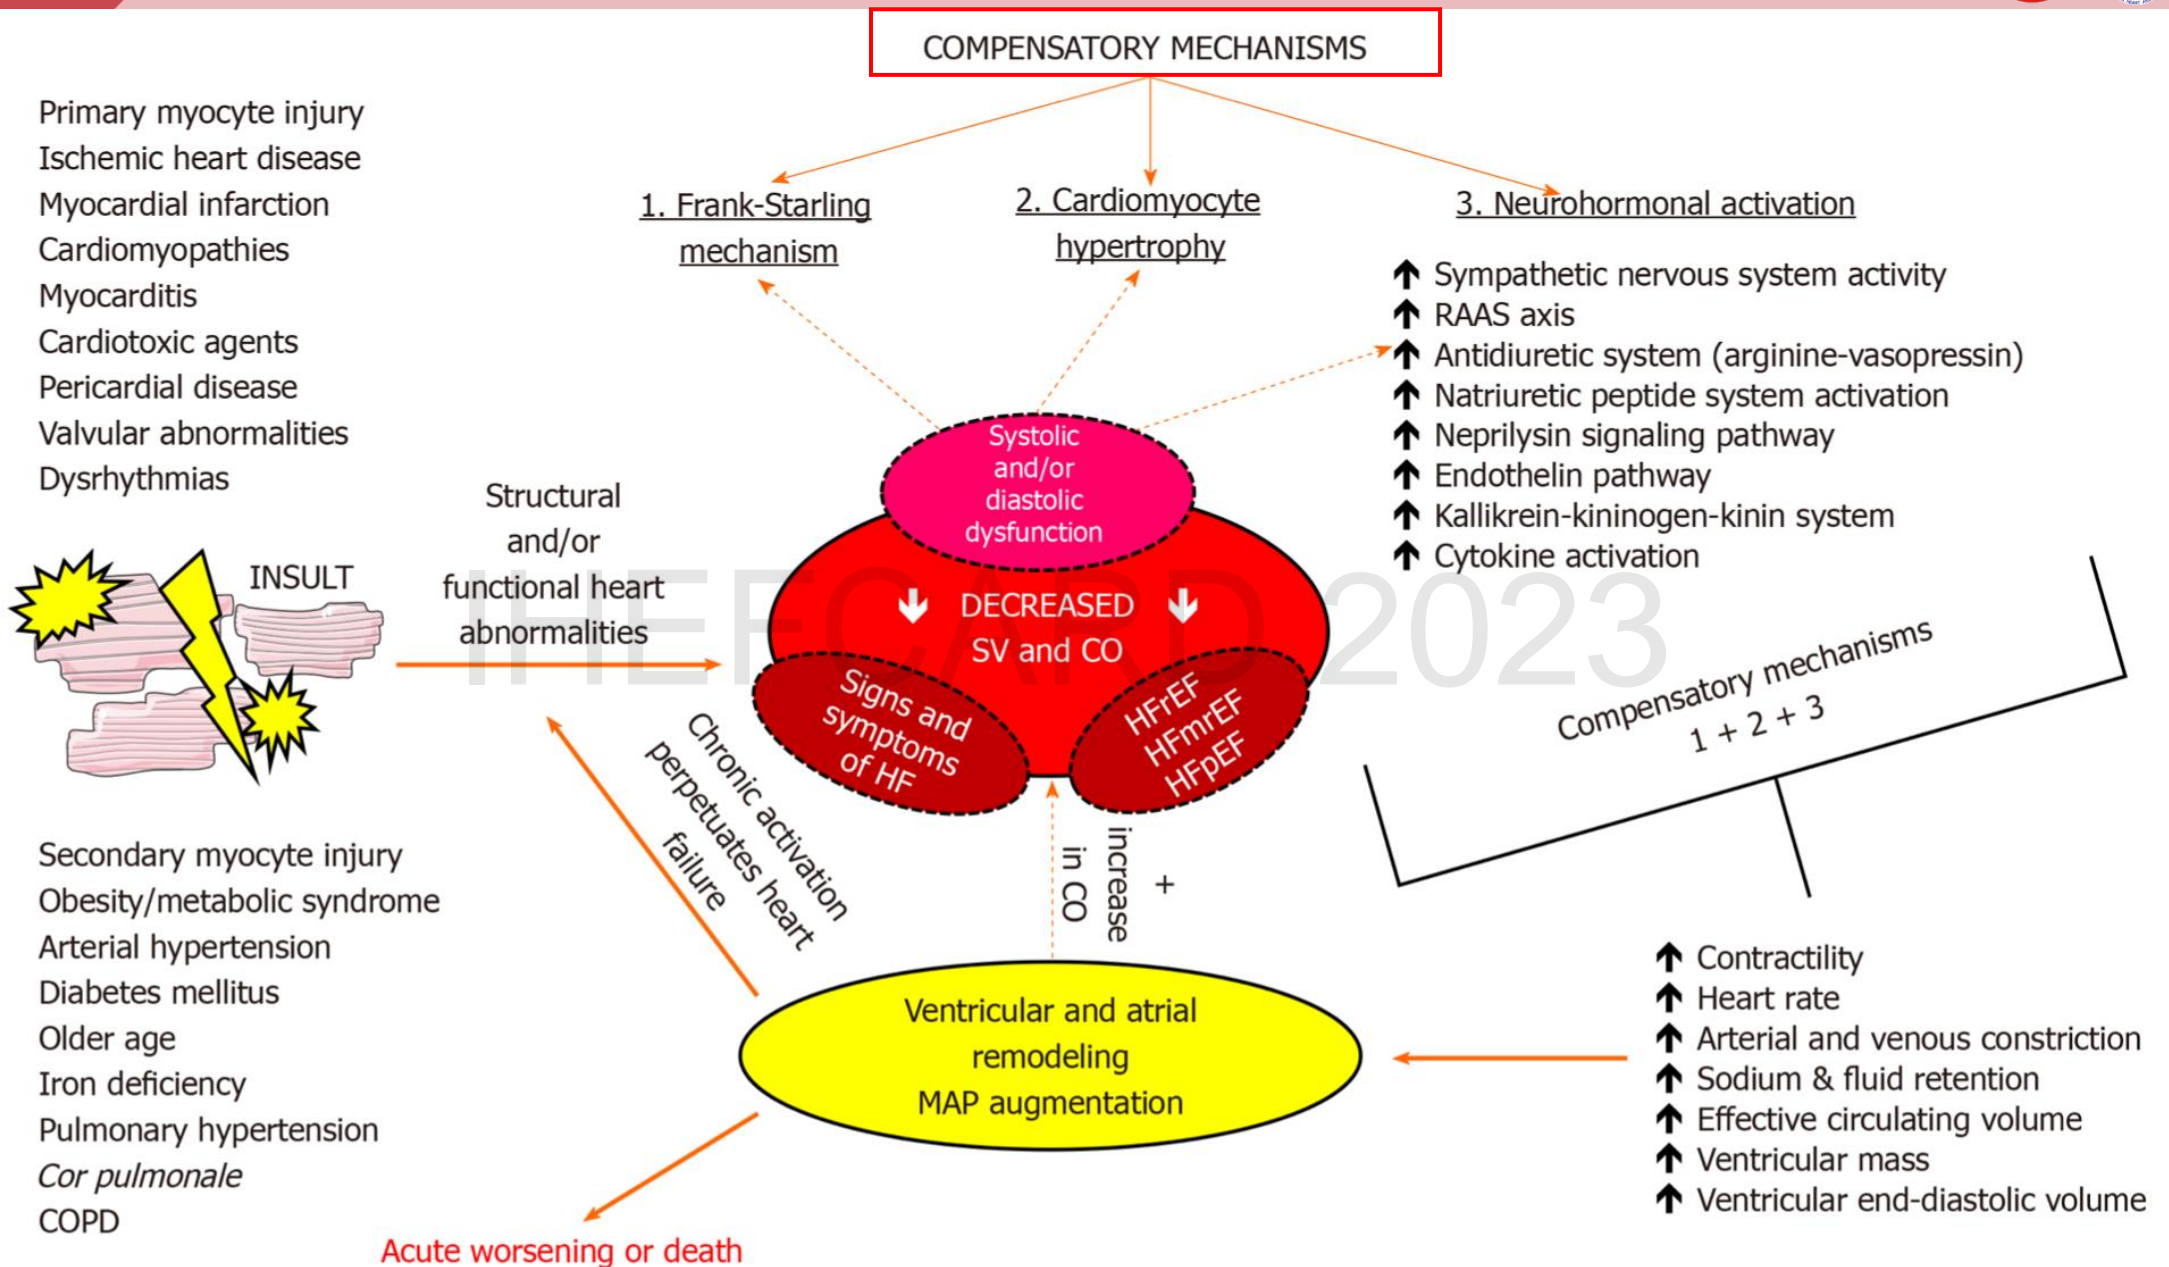 COMPENSATORY MECHANISMS
Primary myocyte injury
Ischemic heart disease
Myocardial infarction
Cardiomyopathies
Myocarditis
Cardiotoxic agents
Pericardial disease
Valvular abnormalities
Dysrhythmias
1. Frank-Starling
mechanism
2. Cardiomyocyte
hypertrophy
3. Neurohormonal activation
Sympathetic nervous system activity
RAAS axis
Antidiuretic system (arginine-vasopressin)
Natriuretic peptide system activation
Neprilysin signaling pathway
Endothelin pathway
Kallikrein-kininogen-kinin system
Cytokine activation
INSULT
Structural
and/or
functional heart
abnormalities
Systolic
and/or
diastolic
dysfunction
DECREASED
SV and CO
Signs and
symptoms
of HF
HFrEF
HFmrEF
HFpEF
IHEFCARD 2023
Compensatory mechanisms
1 + 2 + 3
Chronic activation
perpetuates heart
failure
+
increase
in CO
Secondary myocyte injury
Obesity/metabolic syndrome
Arterial hypertension
Diabetes mellitus
Older age
Iron deficiency
Pulmonary hypertension
Cor pulmonale
COPD
Ventricular and atrial
remodeling
MAP augmentation
Contractility
Heart rate
Arterial and venous constriction
Sodium & fluid retention
Effective circulating volume
Ventricular mass
Ventricular end-diastolic volume
Acute worsening or death